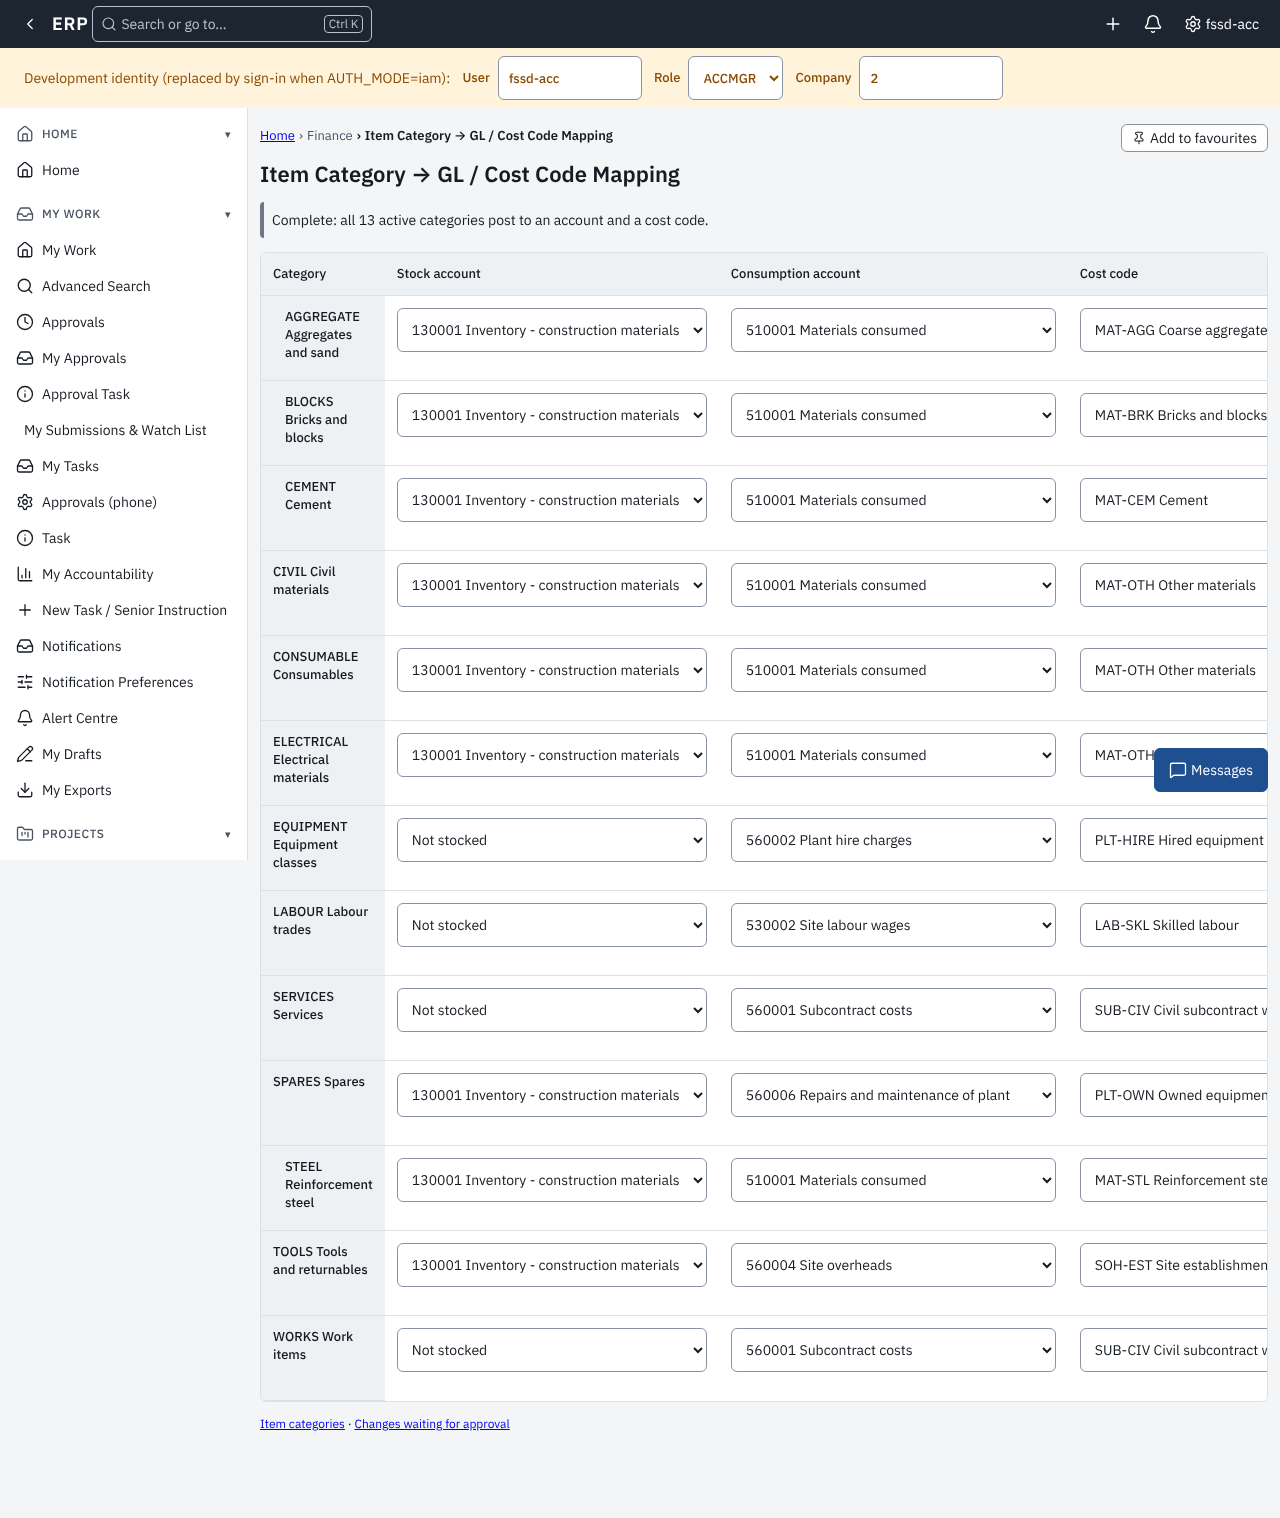 ERP
Search or go to...
Ctrl K
fssd-acc
Development identity (replaced by sign-in when AUTH_MODE=iam):
User
fssd-acc
Role
ACCMGR
Company
2
HOME
Home
MY WORK
My Work
Advanced Search
Approvals
My Approvals
Approval Task
My Submissions & Watch List
My Tasks
Approvals (phone)
Task
My Accountability
New Task / Senior Instruction
Notifications
Notification Preferences
Alert Centre
My Drafts
My Exports
PROJECTS
Home › Finance › Item Category → GL / Cost Code Mapping
Add to favourites
Item Category → GL / Cost Code Mapping
Complete: all 13 active categories post to an account and a cost code.
Category
Stock account
Consumption account
Cost code
AGGREGATE
Aggregates
and sand
130001 Inventory - construction materials
510001 Materials consumed
MAT-AGG Coarse aggregate
BLOCKS
Bricks and
blocks
130001 Inventory - construction materials
510001 Materials consumed
MAT-BRK Bricks and blocks
CEMENT
Cement
130001 Inventory - construction materials
510001 Materials consumed
MAT-CEM Cement
CIVIL Civil
materials
130001 Inventory - construction materials
510001 Materials consumed
MAT-OTH Other materials
CONSUMABLE
Consumables
130001 Inventory - construction materials
510001 Materials consumed
MAT-OTH Other materials
ELECTRICAL
Electrical
materials
130001 Inventory - construction materials
510001 Materials consumed
MAT-OTH
Messages
EQUIPMENT
Equipment
classes
Not stocked
560002 Plant hire charges
PLT-HIRE Hired equipment
LABOUR Labour
trades
Not stocked
530002 Site labour wages
LAB-SKL Skilled labour
SERVICES
Services
Not stocked
560001 Subcontract costs
SUB-CIV Civil subcontract
SPARES Spares
130001 Inventory - construction materials
560006 Repairs and maintenance of plant
PLT-OWN Owned
STEEL
Reinforcement
steel
130001 Inventory - construction materials
510001 Materials consumed
MAT-STL Reinforcement
TOOLS Tools
and returnables
130001 Inventory - construction materials
560004 Site overheads
SOH-EST Site
WORKS Work
items
Not stocked
560001 Subcontract costs
SUB-CIV Civil subcontract
Item categories · Changes waiting for approval